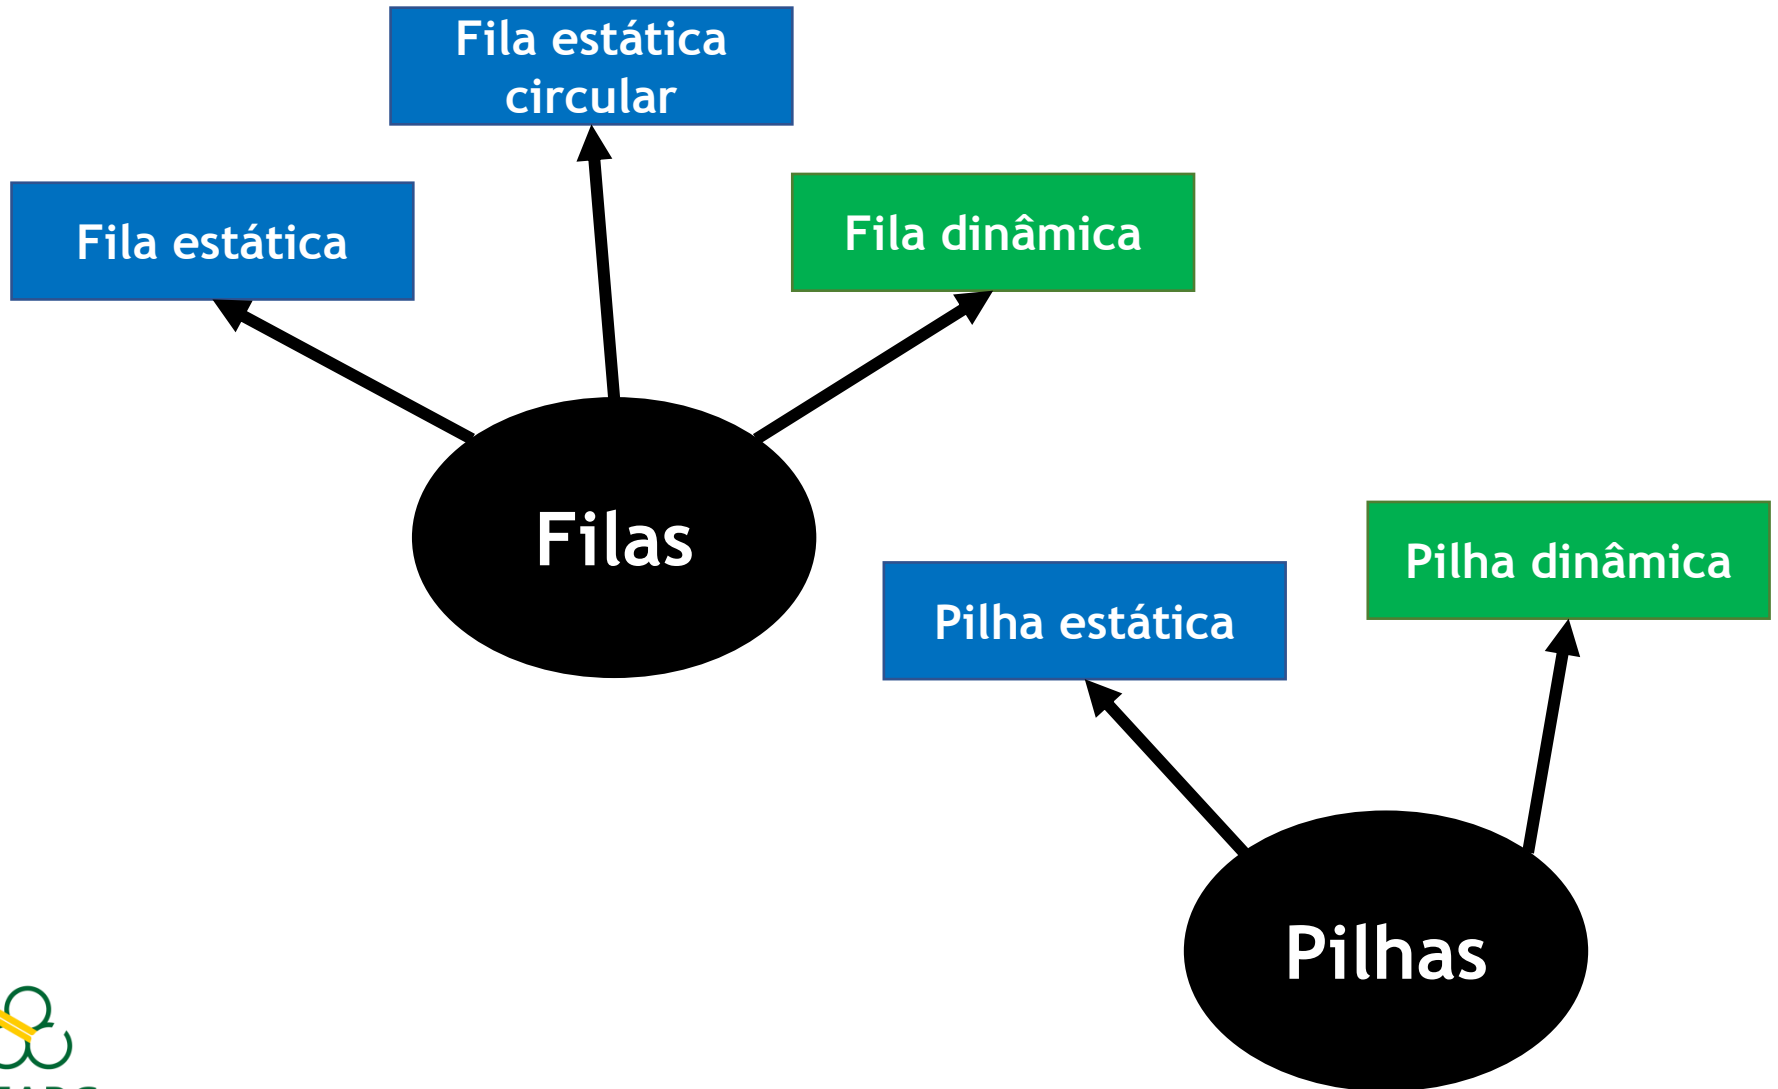 Fila estática
circular
Fila estática
Fila dinâmica
Filas
Pilha dinâmica
Pilha estática
Pilhas